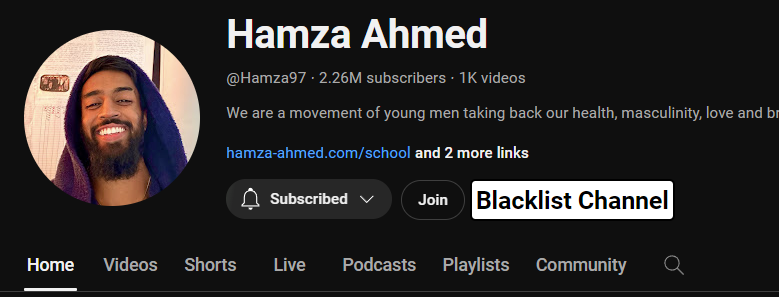 Hamza Ahmed
@Hamza97 · 2.26M subscribers · 1K videos
We are a movement of young men taking back our health, masculinity, love and
hamza-ahmed.com/school and 2 more links
Subscribed Join Blacklist Channel
Home Videos Shorts Live Podcasts Playlists Community